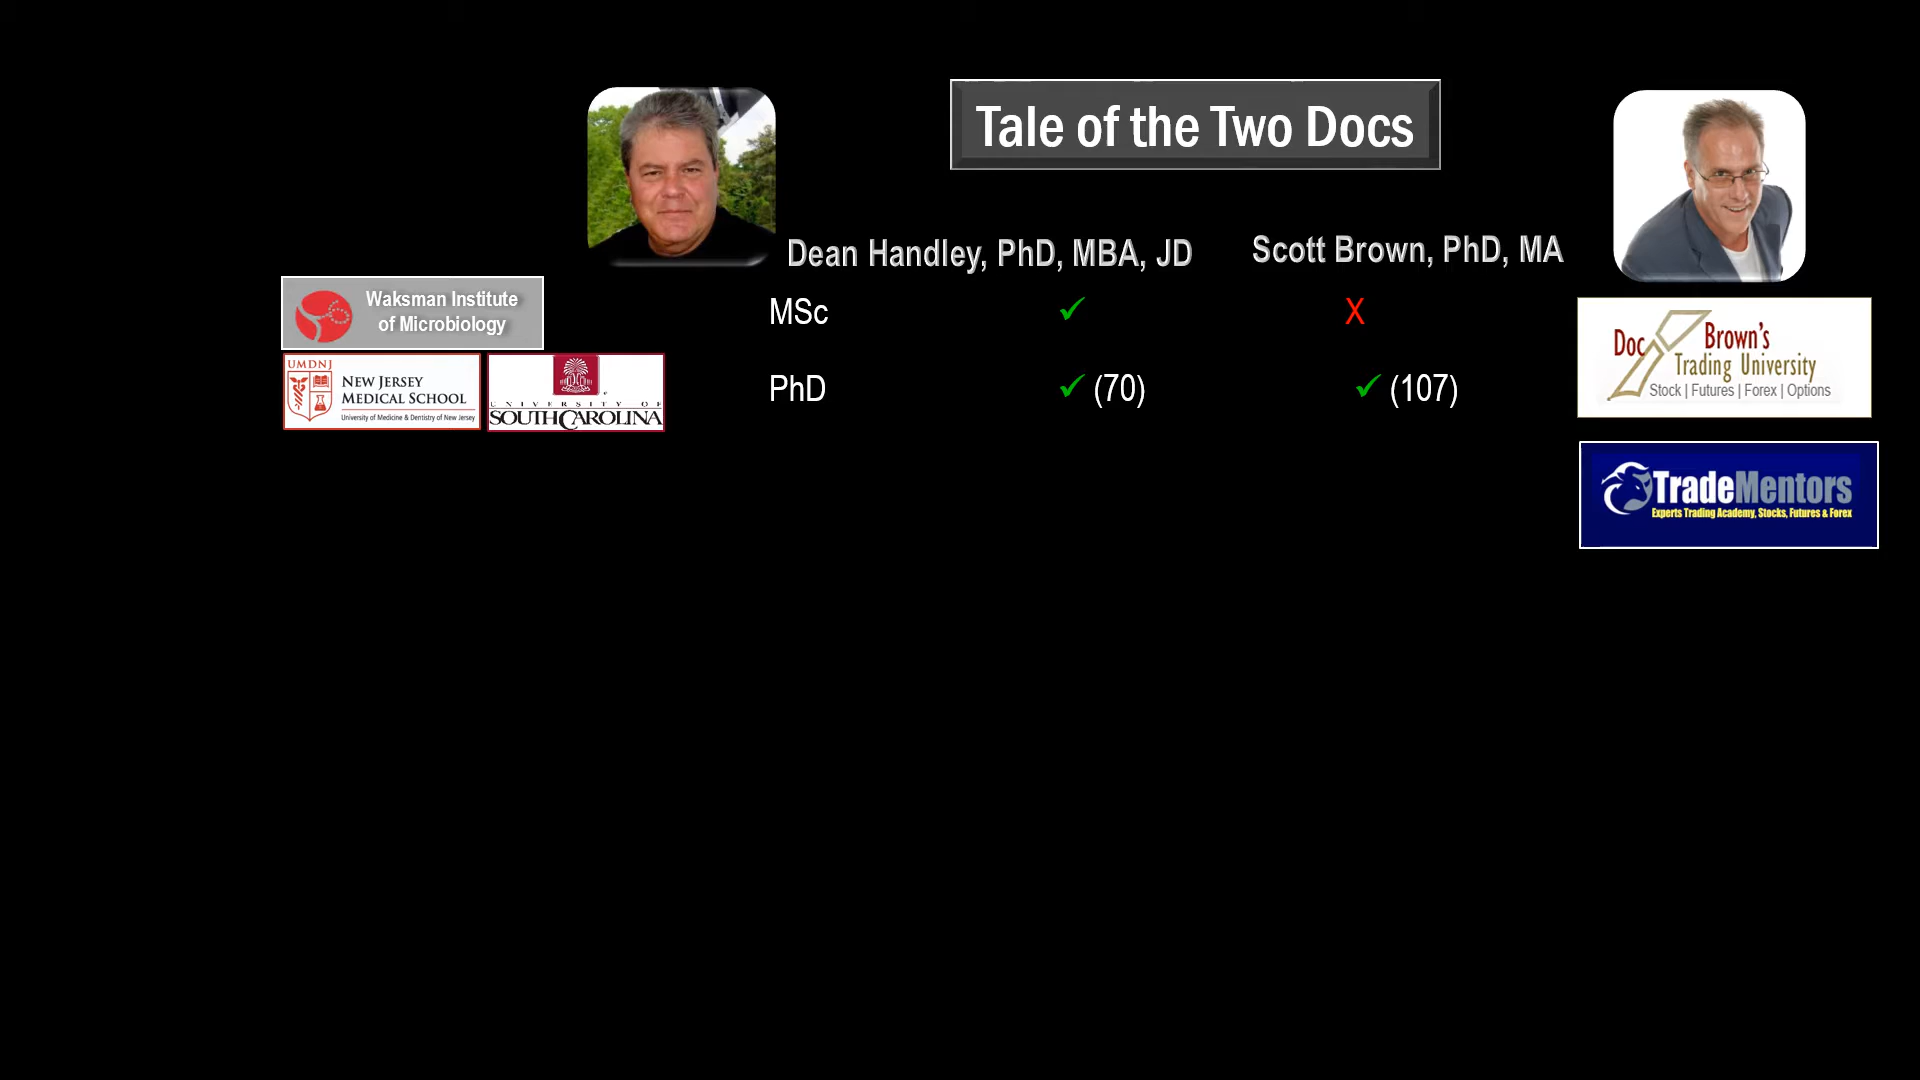 Tale of the Two Docs
Dean Handley, PhD, MBA, JD
Scott Brown, PhD, MA
Waksman Institute
of Microbiology
MSc ✓ X
UMDNJ
NEW JERSEY
MEDICAL SCHOOL
University of Medicine & Dentistry of New Jersey
UNIVERSITY OF
SOUTH CAROLINA
PhD ✓ (70) ✓ (107)
Doc Brown's
Trading University
Stock | Futures | Forex | Options
TradeMentors
Experts Trading Academy, Stocks, Futures & Forex